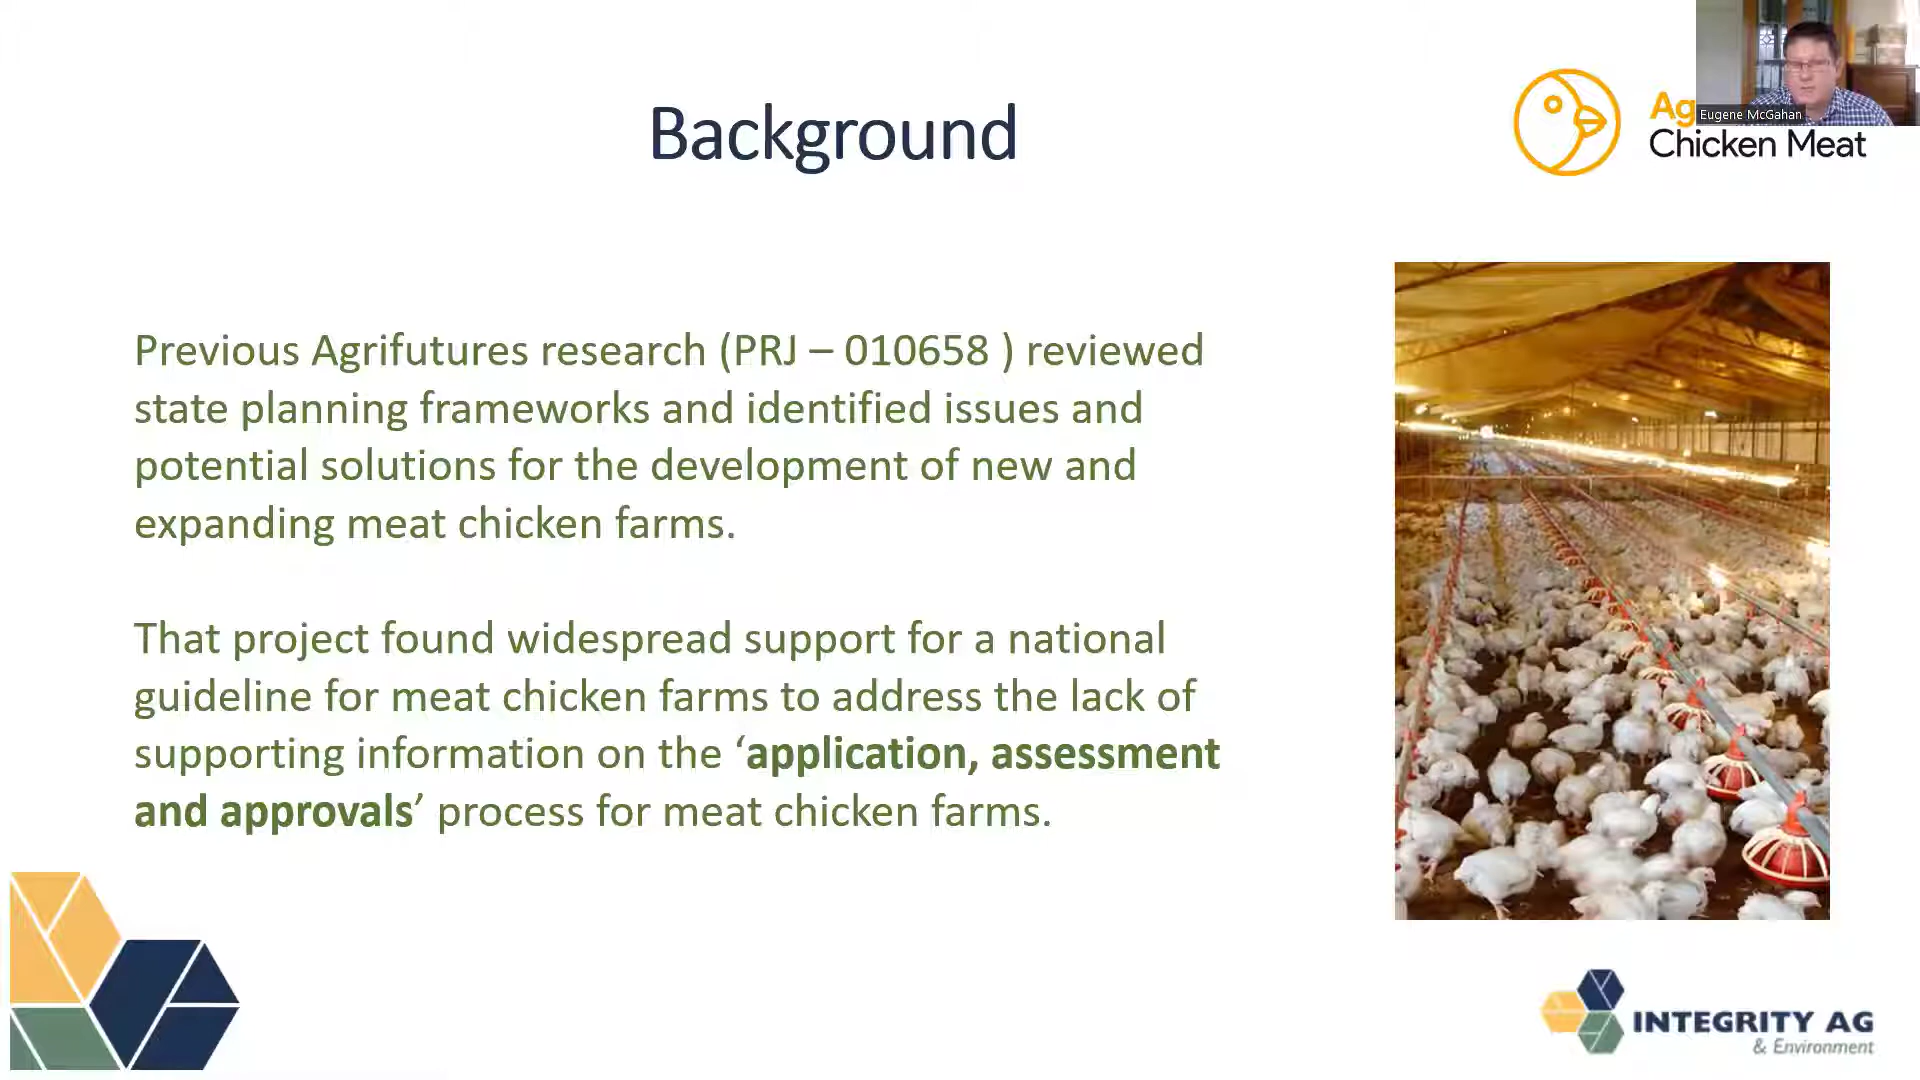 Background
Ag
Chicken Meat
Eugene McGahan
Previous Agrifutures research (PRJ – 010658 ) reviewed
state planning frameworks and identified issues and
potential solutions for the development of new and
expanding meat chicken farms.
That project found widespread support for a national
guideline for meat chicken farms to address the lack of
supporting information on the ‘application, assessment
and approvals’ process for meat chicken farms.
INTEGRITY AG
& Environment